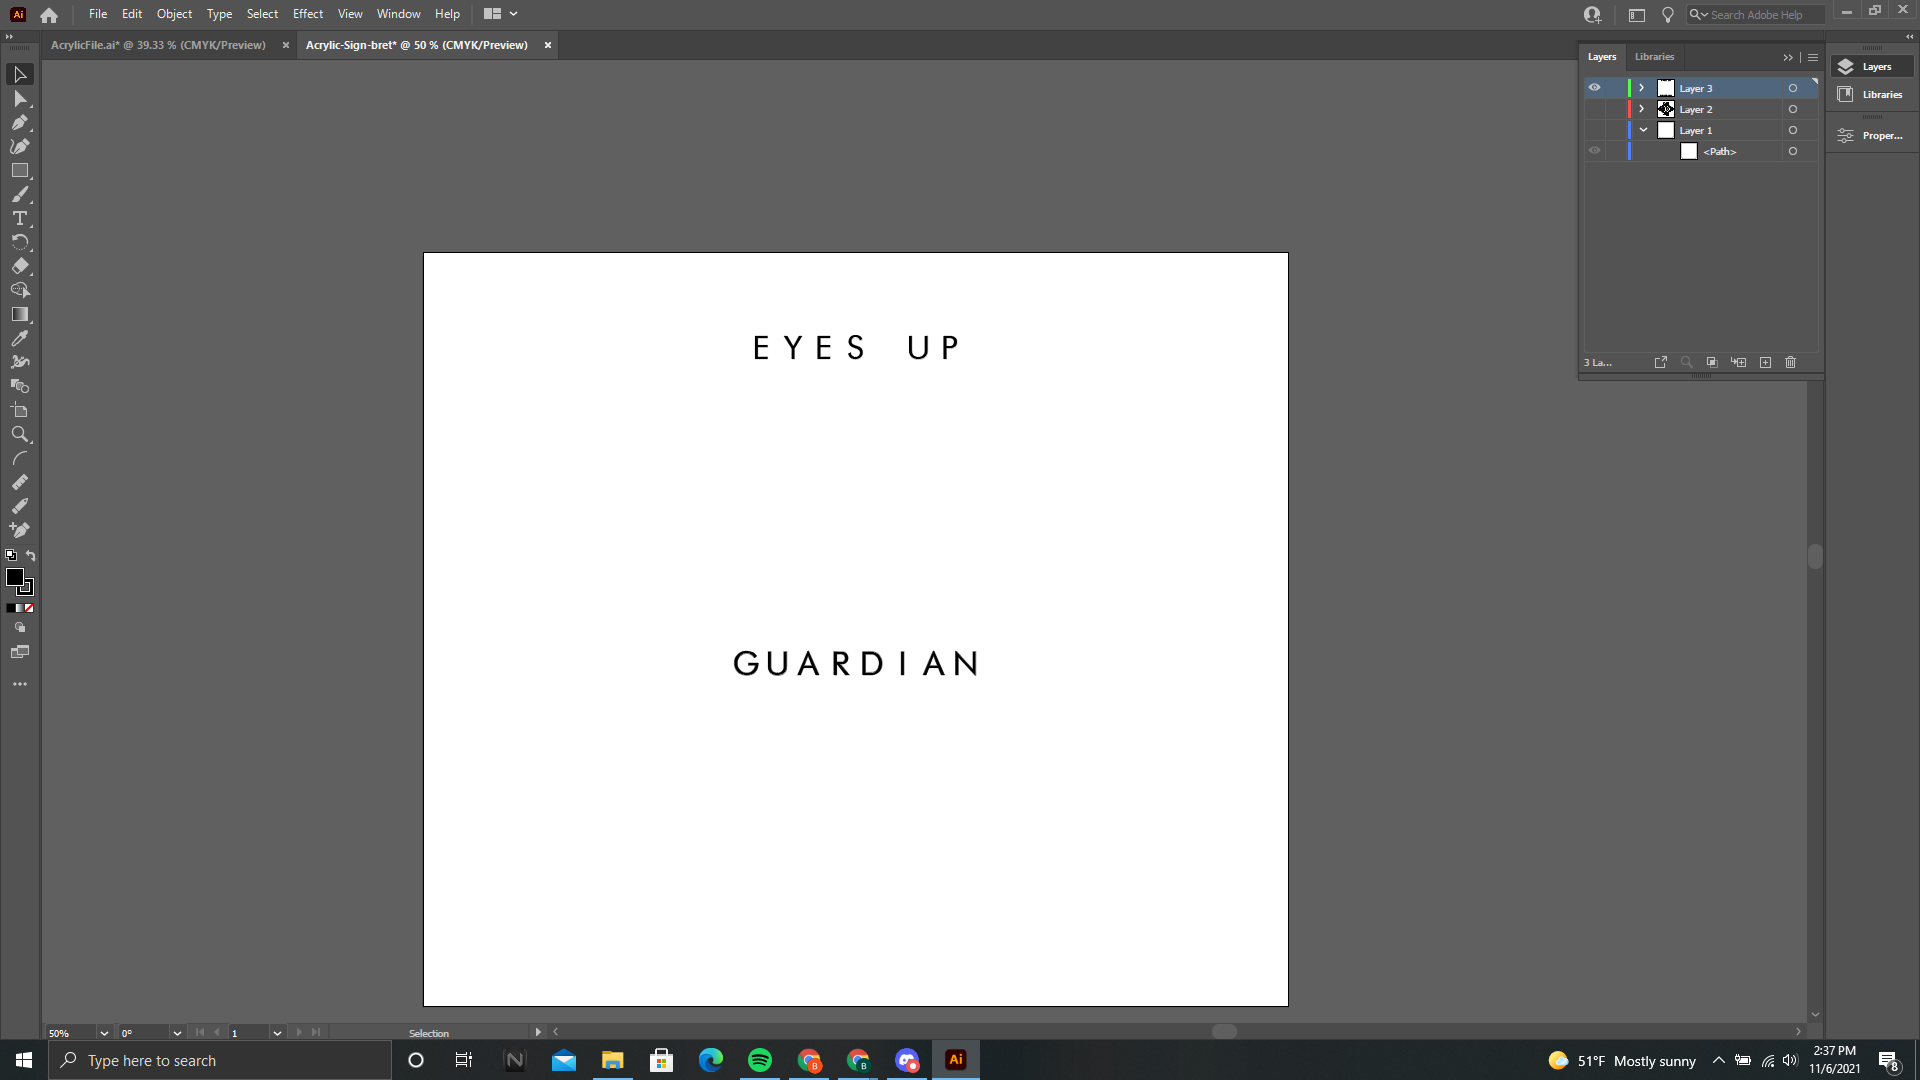 Ai File Edit Object Type Select Effect View Window Help Search Adobe Help
AcrylicFile.ai* @ 39.33 % (CMYK/Preview) × Acrylic-Sign-bret* @ 50 % (CMYK/Preview) ×
Layers Libraries
Layer 3
Layer 2
Layer 1
<Path>
3 La...
Layers
Libraries
Proper...
EYES UP
GUARDIAN
50% 0° 1 Selection
Type here to search
N
B
B
Ai
51°F Mostly sunny
2:37 PM
11/6/2021
8